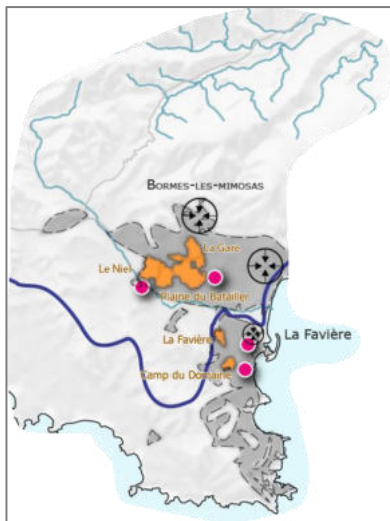 BORMES-LES-MIMOSAS
La Gare
Le Niel
Plaine du Batailler
La Favière
La Favière
Camp du Domaine